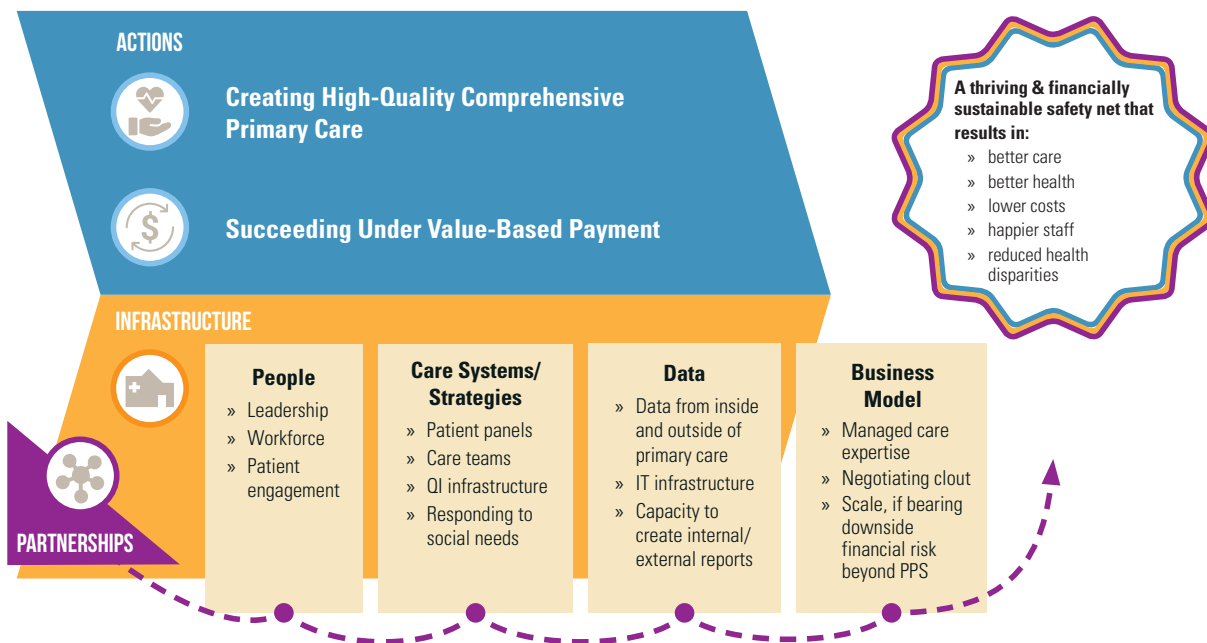 ACTIONS
Creating High-Quality Comprehensive
Primary Care
$
Succeeding Under Value-Based Payment
A thriving & financially
sustainable safety net that
results in:
» better care
» better health
» lower costs
» happier staff
» reduced health
disparities
INFRASTRUCTURE
PARTNERSHIPS
People
» Leadership
» Workforce
» Patient
engagement
Care Systems/
Strategies
» Patient panels
» Care teams
» QI infrastructure
» Responding to
social needs
Data
» Data from inside
and outside of
primary care
» IT infrastructure
» Capacity to
create internal/
external reports
Business
Model
» Managed care
expertise
» Negotiating clout
» Scale, if bearing
downside
financial risk
beyond PPS